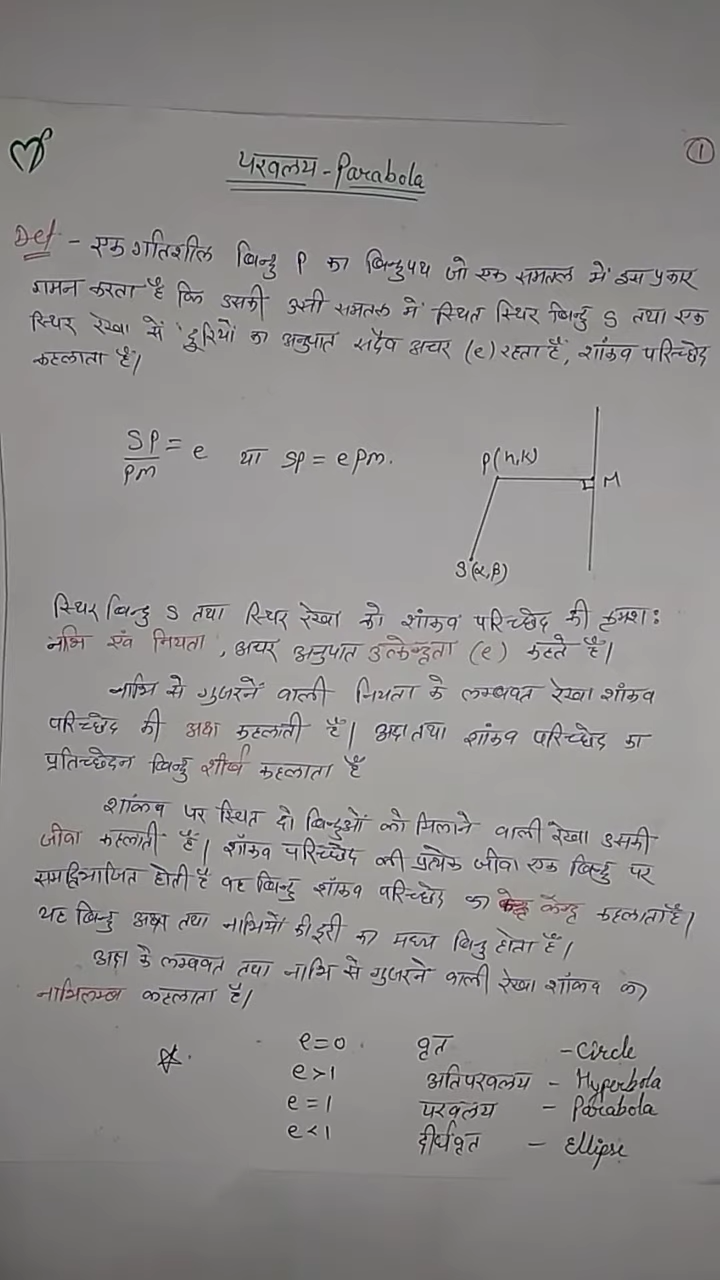 ①
परवलय - Parabola
Def - एक गतिशील बिन्दु P का बिन्दुपथ जो एक समतल में इस प्रकार
गमन करता है कि उसकी उसी समतल में स्थित स्थिर बिन्दु S तथा एक
स्थिर रेखा से दूरियों का अनुपात सदैव अचर (e) रहता है, शांकव परिच्छेद
कहलाता है।
SP/PM = e या SP = e PM.
P(h,k)
M
S(α,β)
स्थिर बिन्दु S तथा स्थिर रेखा को शांकव परिच्छेद की क्रमश:
नाभि एवं नियता , अचर अनुपात उत्केन्द्रता (e) कहते है।
नाभि से गुजरने वाली नियता के लम्बवत रेखा शांकव
परिच्छेद की अक्ष कहलाती है। अक्ष तथा शांकव परिच्छेद का
प्रतिच्छेदन बिन्दु शीर्ष कहलाता है
शांकव पर स्थित दो बिन्दुओं को मिलाने वाली रेखा उसकी
जीवा कहलाती है। शांकव परिच्छेद की प्रत्येक जीवा एक बिन्दु पर
समद्विभाजित होती है वह बिन्दु शांकव परिच्छेद का केन्द्र कहलाता है।
यह बिन्दु अक्ष तथा नाभियों की दूरी का मध्य बिन्दु होता है।
अक्ष के लम्बवत तथा नाभि से गुजरने वाली रेखा शांकव का
नाभिलम्ब कहलाता है।
e=0 वृत - Circle
e>1 अतिपरवलय - Hyperbola
e=1 परवलय - Parabola
e<1 दीर्घवृत - Ellipse